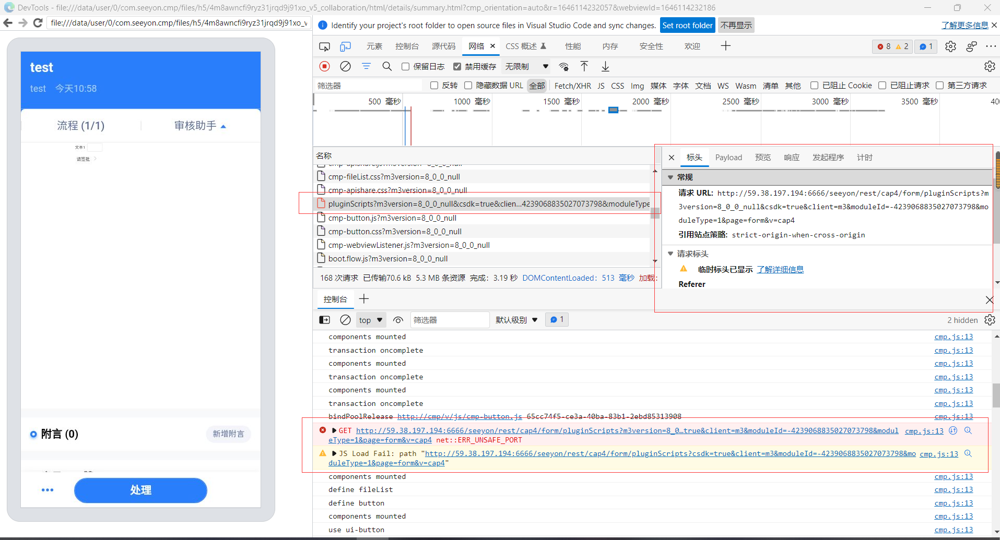 DevTools - file:///data/user/0/com.seeyon.cmp/files/h5/4m8awncfi9ryz31jrqd9j91xo_v5_collaboration/html/details/summary.html?cmp_orientation=auto&r=1646114232057&webviewId=1646114232186
file:///data/user/0/com.seeyon.cmp/files/h5/4m8awncfi9ryz31jrqd9j91xo_v
test
test 今天10:58
流程 (1/1) 审核助手
文本1
请签批
附言 (0) 新增附言
处理
Identify your project's root folder to open source files in Visual Studio Code and sync changes. Set root folder 不再显示 了解更多信息
元素 控制台 源代码 网络 CSS 概述 性能 内存 安全性 欢迎 8 2 1
保留日志 禁用缓存 无限制
筛选器 反转 隐藏数据 URL 全部 Fetch/XHR JS CSS Img 媒体 字体 文档 WS Wasm 清单 其他 已阻止 Cookie 已阻止请求 第三方请求
500 毫秒 1000 毫秒 1500 毫秒 2000 毫秒 2500 毫秒 3000 毫秒 3500 毫秒 400
名称
cmp-apishare.js?m3version=8_0_0_null
cmp-fileList.css?m3version=8_0_0_null
cmp-apishare.css?m3version=8_0_0_null
pluginScripts?m3version=8_0_0_null&csdk=true&clien...4239068835027073798&moduleType
cmp-button.js?m3version=8_0_0_null
cmp-button.css?m3version=8_0_0_null
cmp-webviewListener.js?m3version=8_0_0_null
boot.flow.js?m3version=8_0_0_null
168 次请求 已传输70.6 kB 5.3 MB 条资源 完成：3.19 秒 DOMContentLoaded：513 毫秒 加载：
标头 Payload 预览 响应 发起程序 计时
常规
请求 URL: http://59.38.197.194:6666/seeyon/rest/cap4/form/pluginScripts?m
3version=8_0_0_null&csdk=true&client=m3&moduleId=-4239068835027073798&mo
duleType=1&page=form&v=cap4
引用站点策略: strict-origin-when-cross-origin
请求标头
临时标头已显示 了解详细信息
Referer
控制台
top 筛选器 默认级别 1 2 hidden
components mounted cmp.js:13
transaction oncomplete cmp.js:13
components mounted cmp.js:13
transaction oncomplete cmp.js:13
components mounted cmp.js:13
transaction oncomplete cmp.js:13
bindPoolRelease http://cmp/v/js/cmp-button.js 65cc74f5-ce3a-40ba-83b1-2ebd85313908 cmp.js:13
GET http://59.38.197.194:6666/seeyon/rest/cap4/form/pluginScripts?m3version=8_0…true&client=m3&moduleId=-4239068835027073798&modul cmp.js:13
eType=1&page=form&v=cap4 net::ERR_UNSAFE_PORT
JS Load Fail: path "http://59.38.197.194:6666/seeyon/rest/cap4/form/pluginScripts?csdk=true&client=m3&moduleId=-4239068835027073798&mo cmp.js:13
duleType=1&page=form&v=cap4"
components mounted cmp.js:13
define fileList cmp.js:13
define button cmp.js:13
components mounted cmp.js:13
use ui-button cmp.js:13